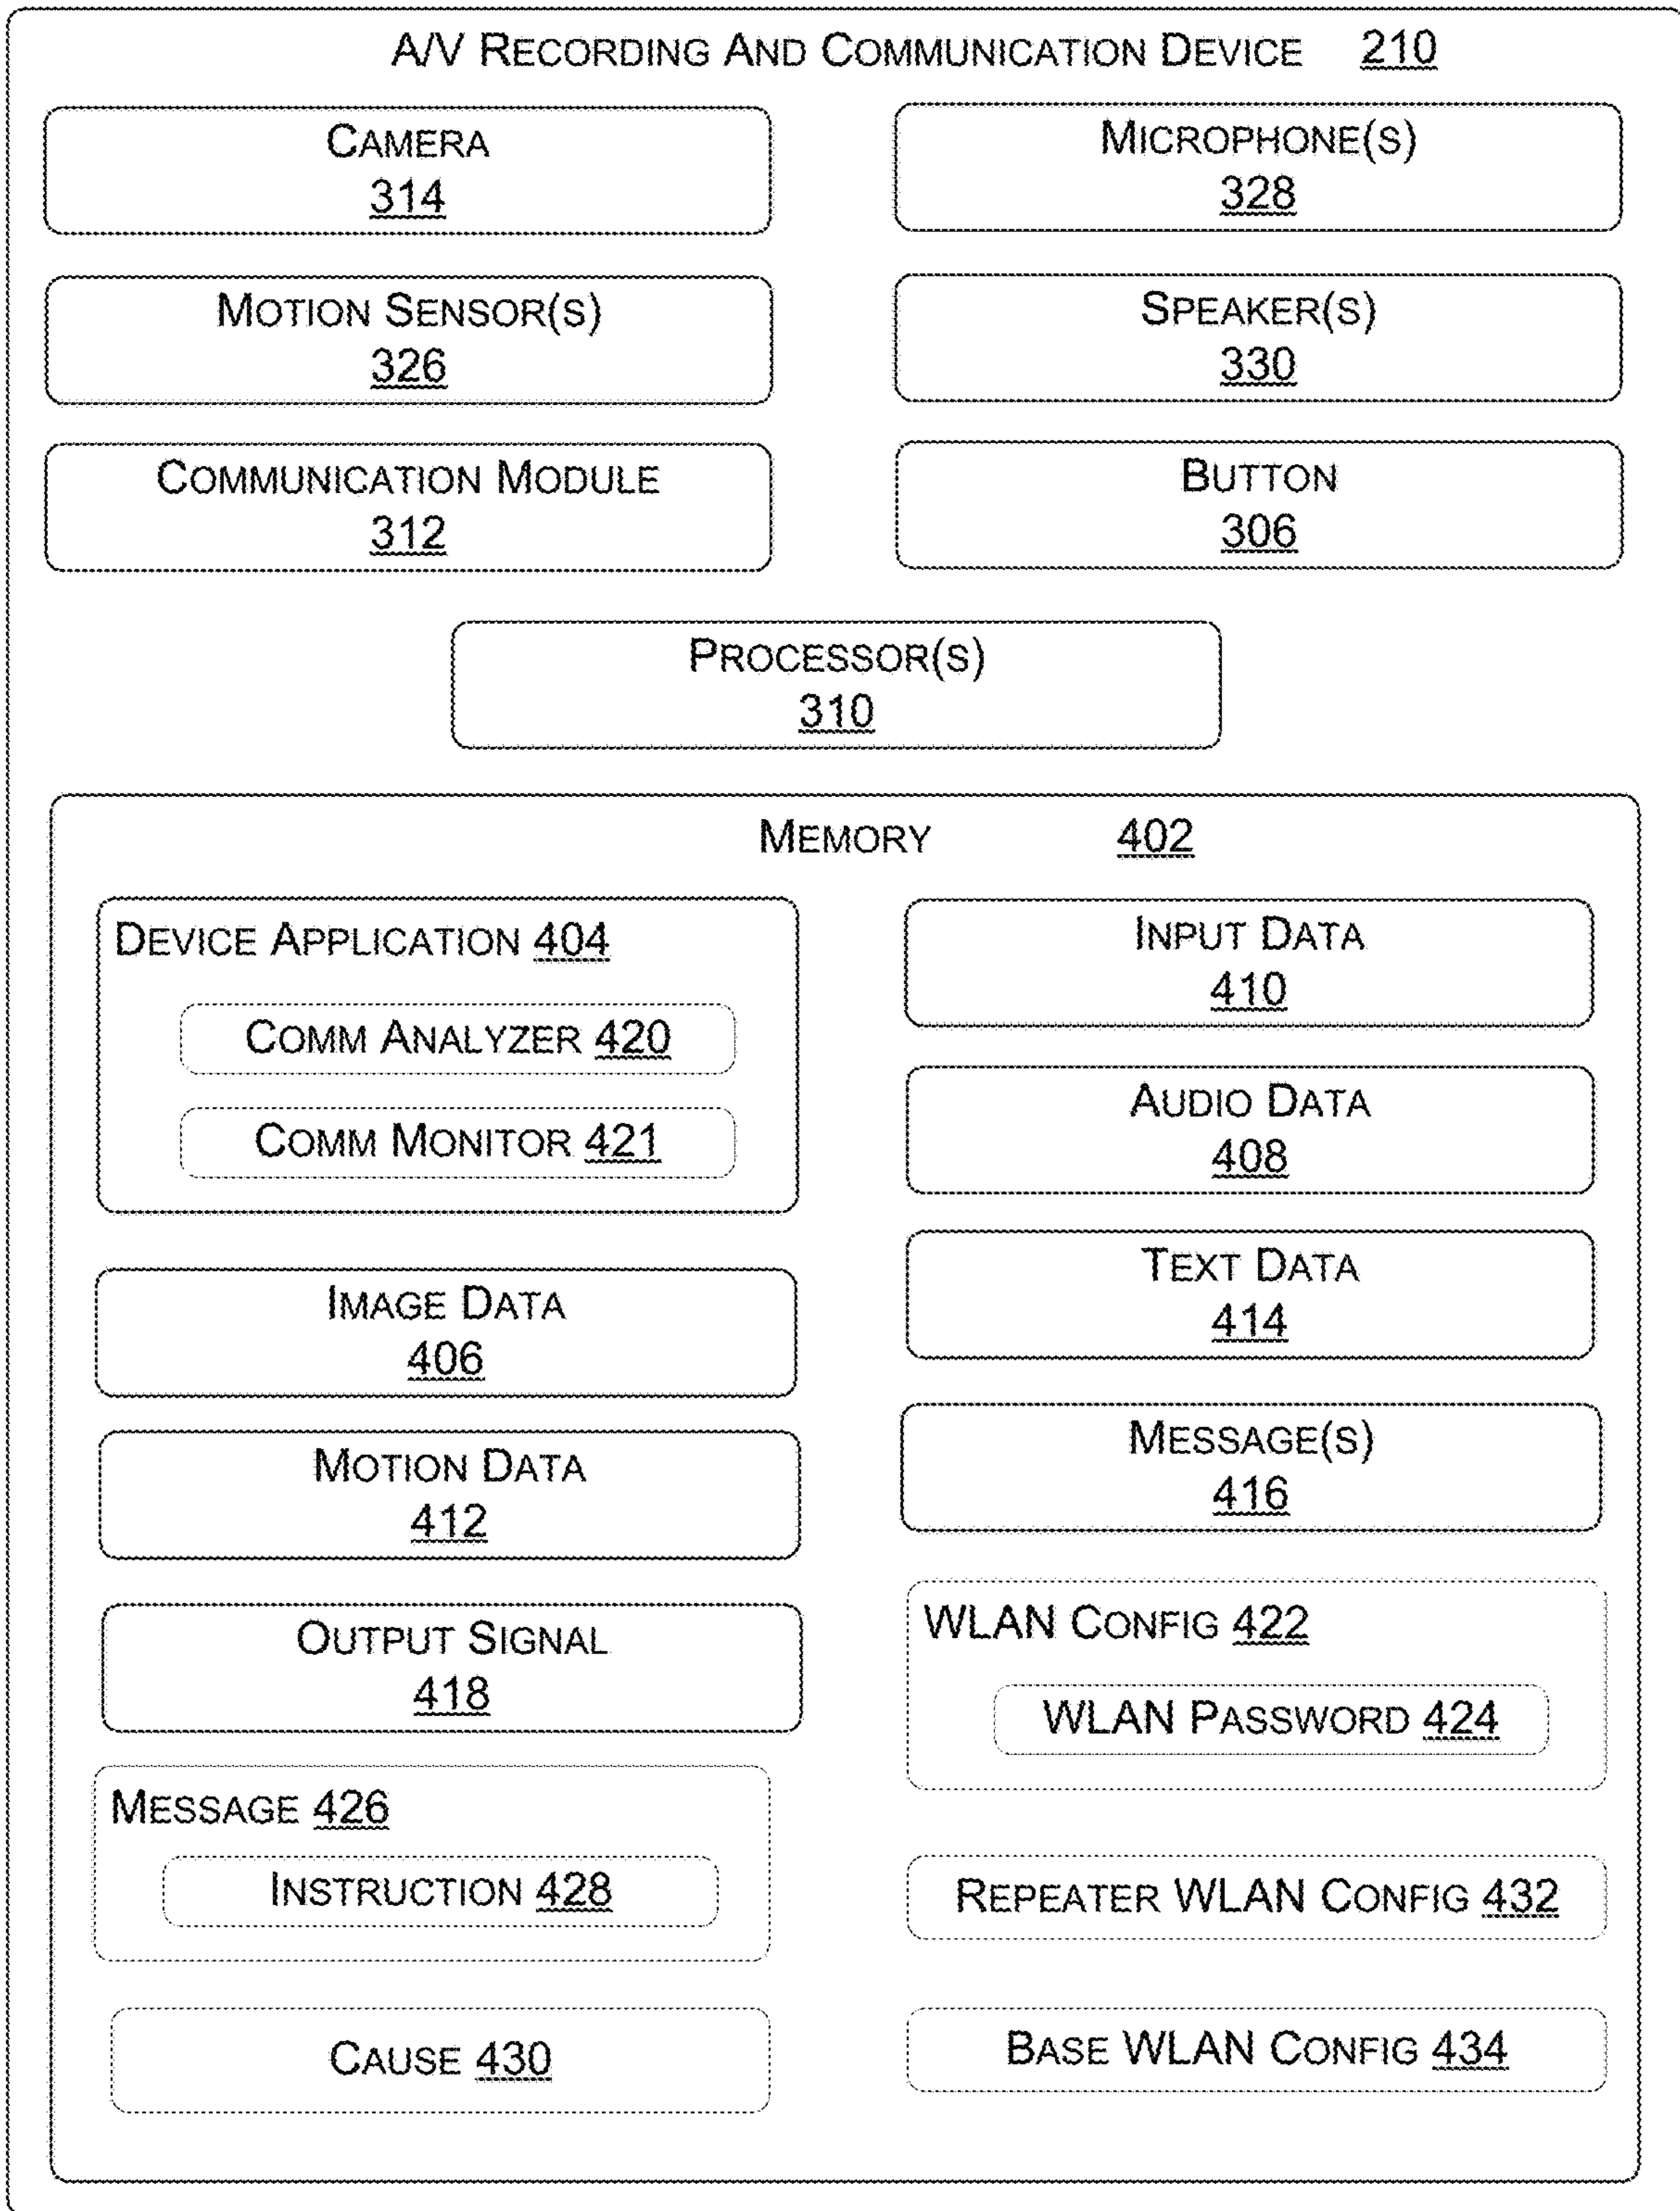 A/V RECORDING AND COMMUNICATION DEVICE 210
CAMERA
314
MICROPHONE(S)
328
MOTION SENSOR(S)
326
SPEAKER(S)
330
COMMUNICATION MODULE
312
BUTTON
306
PROCESSOR(S)
310
MEMORY 402
DEVICE APPLICATION 404
COMM ANALYZER 420
COMM MONITOR 421
INPUT DATA
410
AUDIO DATA
408
TEXT DATA
414
IMAGE DATA
406
MOTION DATA
412
MESSAGE(S)
416
OUTPUT SIGNAL
418
WLAN CONFIG 422
WLAN PASSWORD 424
MESSAGE 426
INSTRUCTION 428
REPEATER WLAN CONFIG 432
CAUSE 430
BASE WLAN CONFIG 434